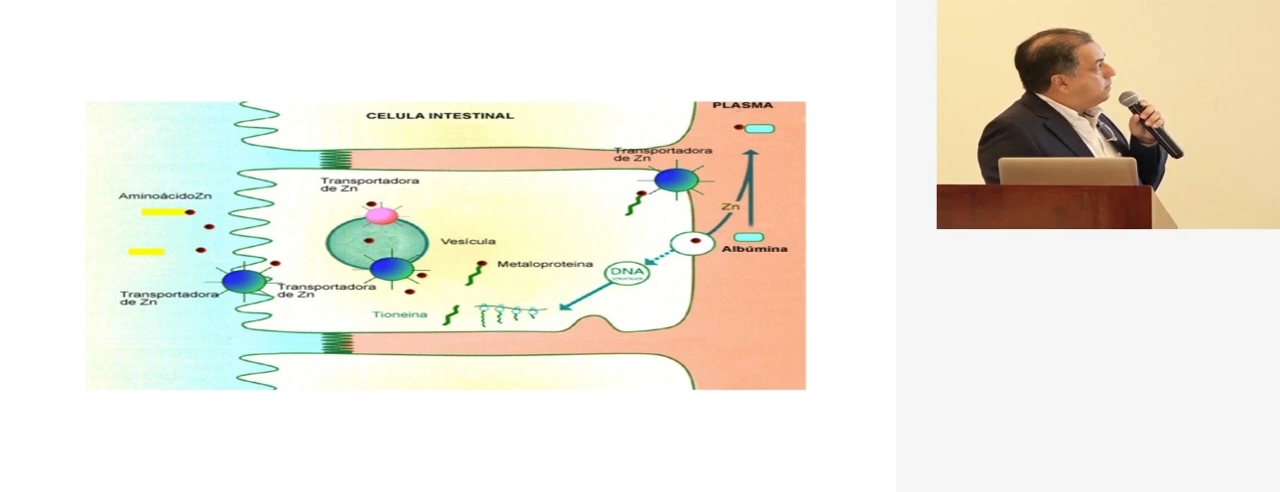 CELULA INTESTINAL
PLASMA
Transportadora
de Zn
Transportadora
de Zn
AminoácidoZn
Zn
Vesícula
Albúmina
Metaloproteina
DNA
Transportadora
de Zn
Transportadora
de Zn
Tioneina